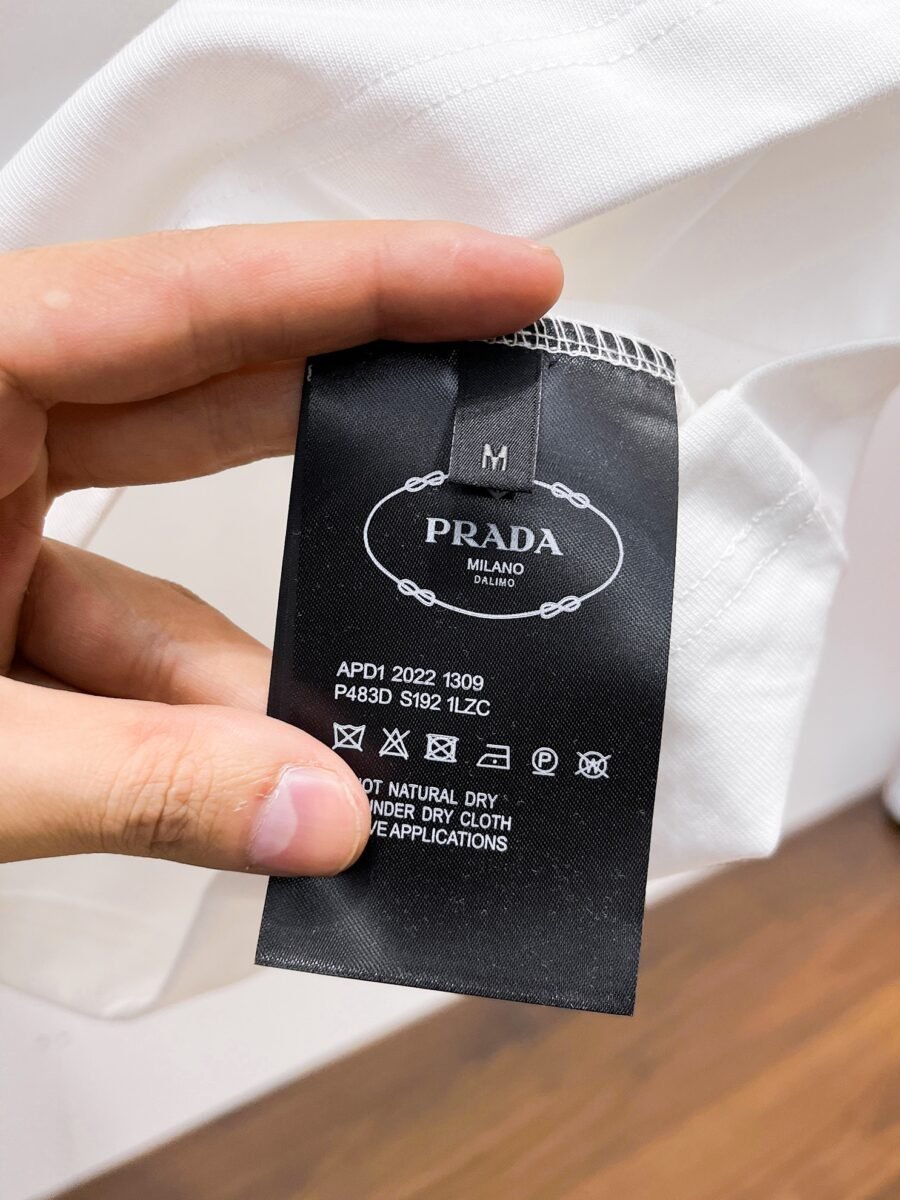 M
PRADA
MILANO
DALIMO
APD1 2022 1309
P483D S192 1LZC
P
W
NATURAL DRY
UNDER DRY CLOTH
APPLICATIONS